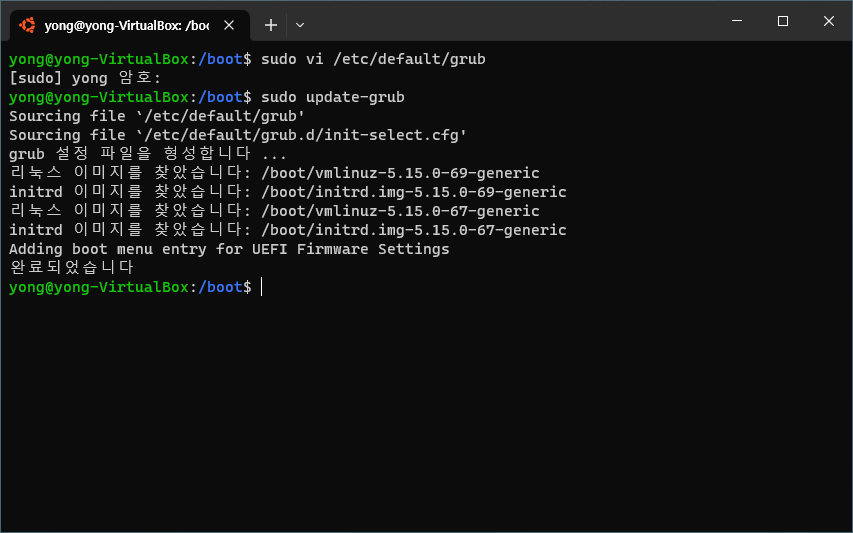 yong@yong-VirtualBox: /boo
yong@yong-VirtualBox:/boot$ sudo vi /etc/default/grub
[sudo] yong 암호:
yong@yong-VirtualBox:/boot$ sudo update-grub
Sourcing file `/etc/default/grub'
Sourcing file `/etc/default/grub.d/init-select.cfg'
grub 설정 파일을 형성합니다 ...
리눅스 이미지를 찾았습니다: /boot/vmlinuz-5.15.0-69-generic
initrd 이미지를 찾았습니다: /boot/initrd.img-5.15.0-69-generic
리눅스 이미지를 찾았습니다: /boot/vmlinuz-5.15.0-67-generic
initrd 이미지를 찾았습니다: /boot/initrd.img-5.15.0-67-generic
Adding boot menu entry for UEFI Firmware Settings
완료되었습니다
yong@yong-VirtualBox:/boot$